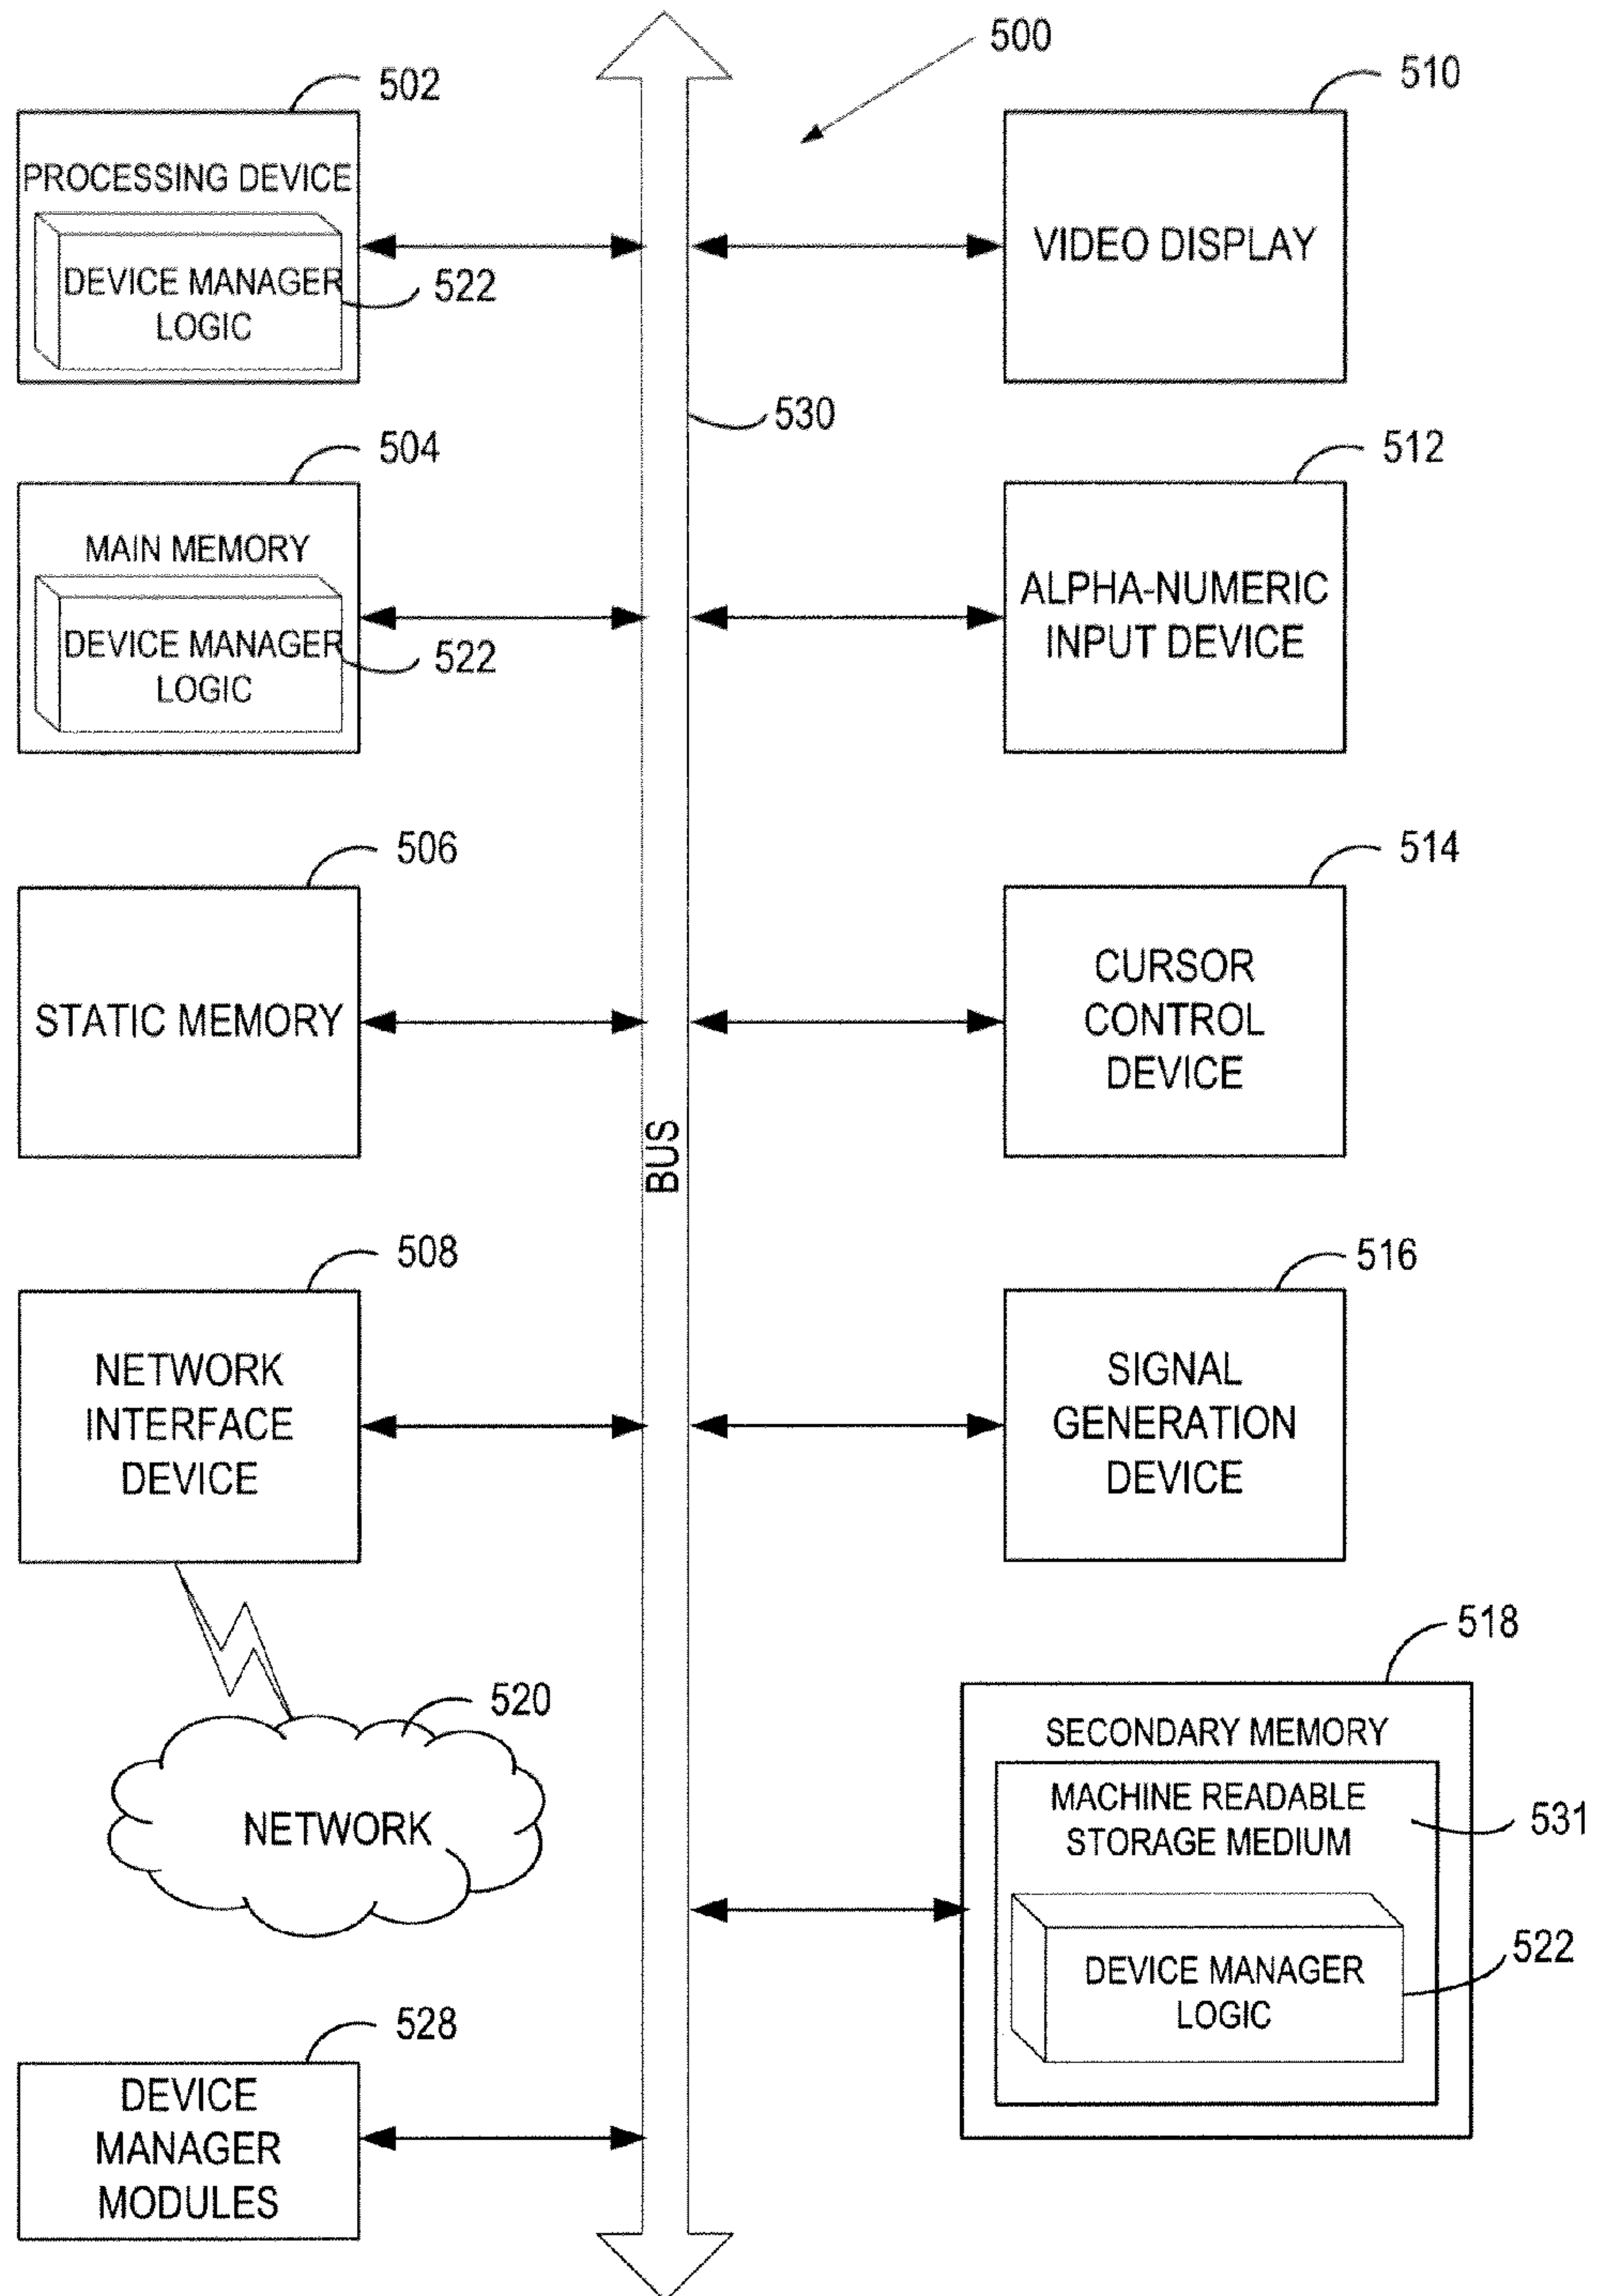 500
502
PROCESSING DEVICE
DEVICE MANAGER
LOGIC
522
510
VIDEO DISPLAY
530
504
MAIN MEMORY
DEVICE MANAGER
LOGIC
522
512
ALPHA-NUMERIC
INPUT DEVICE
506
STATIC MEMORY
514
CURSOR
CONTROL
DEVICE
BUS
508
NETWORK
INTERFACE
DEVICE
516
SIGNAL
GENERATION
DEVICE
520
NETWORK
518
SECONDARY MEMORY
MACHINE READABLE
STORAGE MEDIUM
531
DEVICE MANAGER
LOGIC
522
528
DEVICE
MANAGER
MODULES